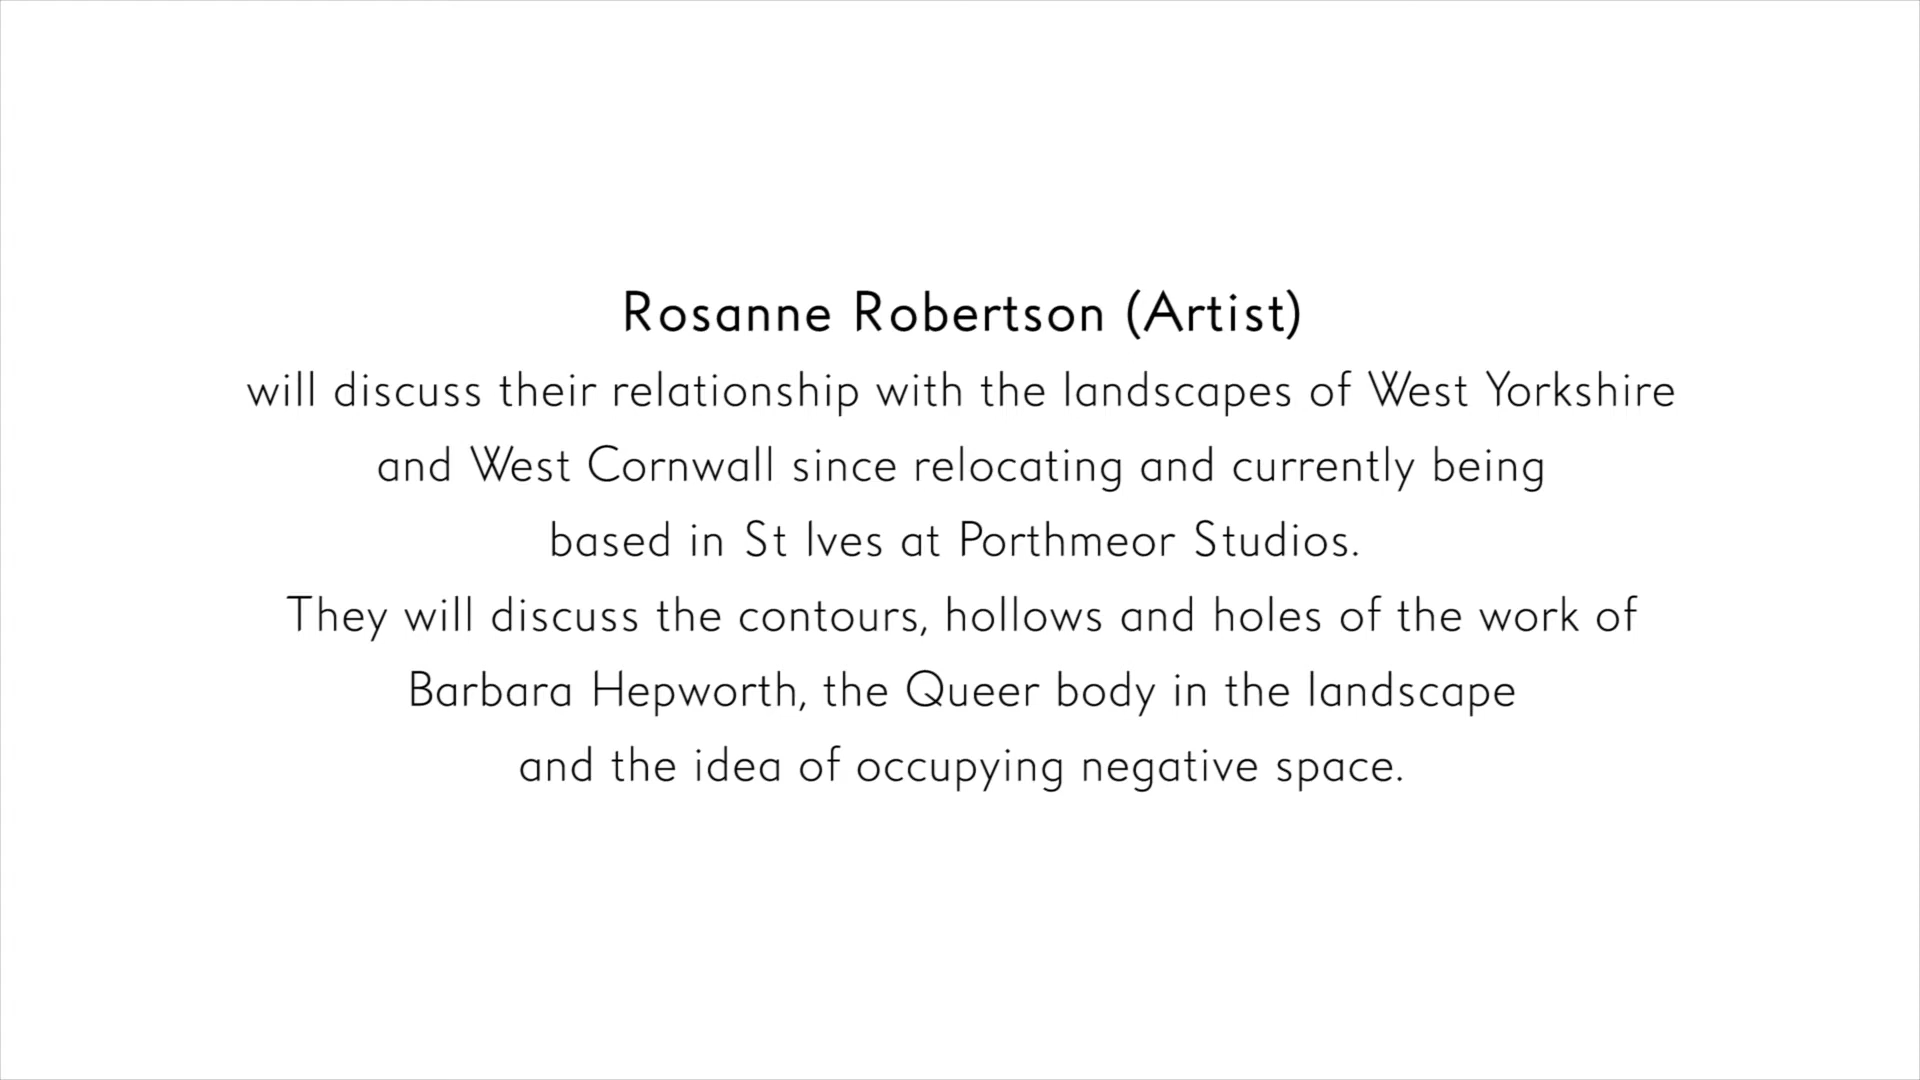 Rosanne Robertson (Artist)
will discuss their relationship with the landscapes of West Yorkshire
and West Cornwall since relocating and currently being
based in St Ives at Porthmeor Studios.
They will discuss the contours, hollows and holes of the work of
Barbara Hepworth, the Queer body in the landscape
and the idea of occupying negative space.